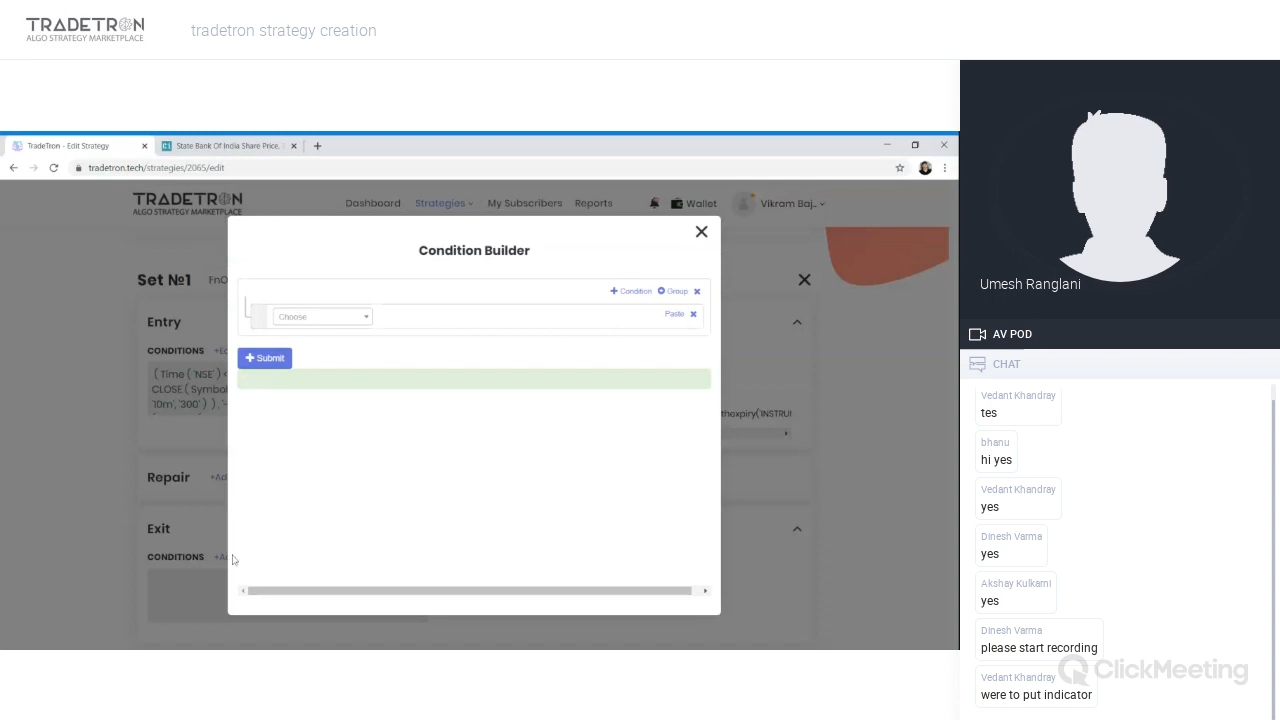 TRADETRON
ALGO STRATEGY MARKETPLACE
tradetron strategy creation
TradeTron - Edit Strategy
State Bank Of India Share Price,
tradetron.tech/strategies/2065/edit
TRADETRON
ALGO STRATEGY MARKETPLACE
Dashboard
Strategies
My Subscribers
Reports
Wallet
Vikram Baj..
Condition Builder
+ Condition
Group
Choose
Paste
+ Submit
Set №1
Entry
CONDITIONS
( Time ( 'NSE' ) <
CLOSE ( Symbol
'10m', '300' ) ) , '-
thexpiry('INSTRU
Repair
+Ad
Exit
CONDITIONS
Umesh Ranglani
AV POD
CHAT
Vedant Khandray
tes
bhanu
hi yes
Vedant Khandray
yes
Dinesh Varma
yes
Akshay Kulkarni
yes
Dinesh Varma
please start recording
Vedant Khandray
were to put indicator
ClickMeeting